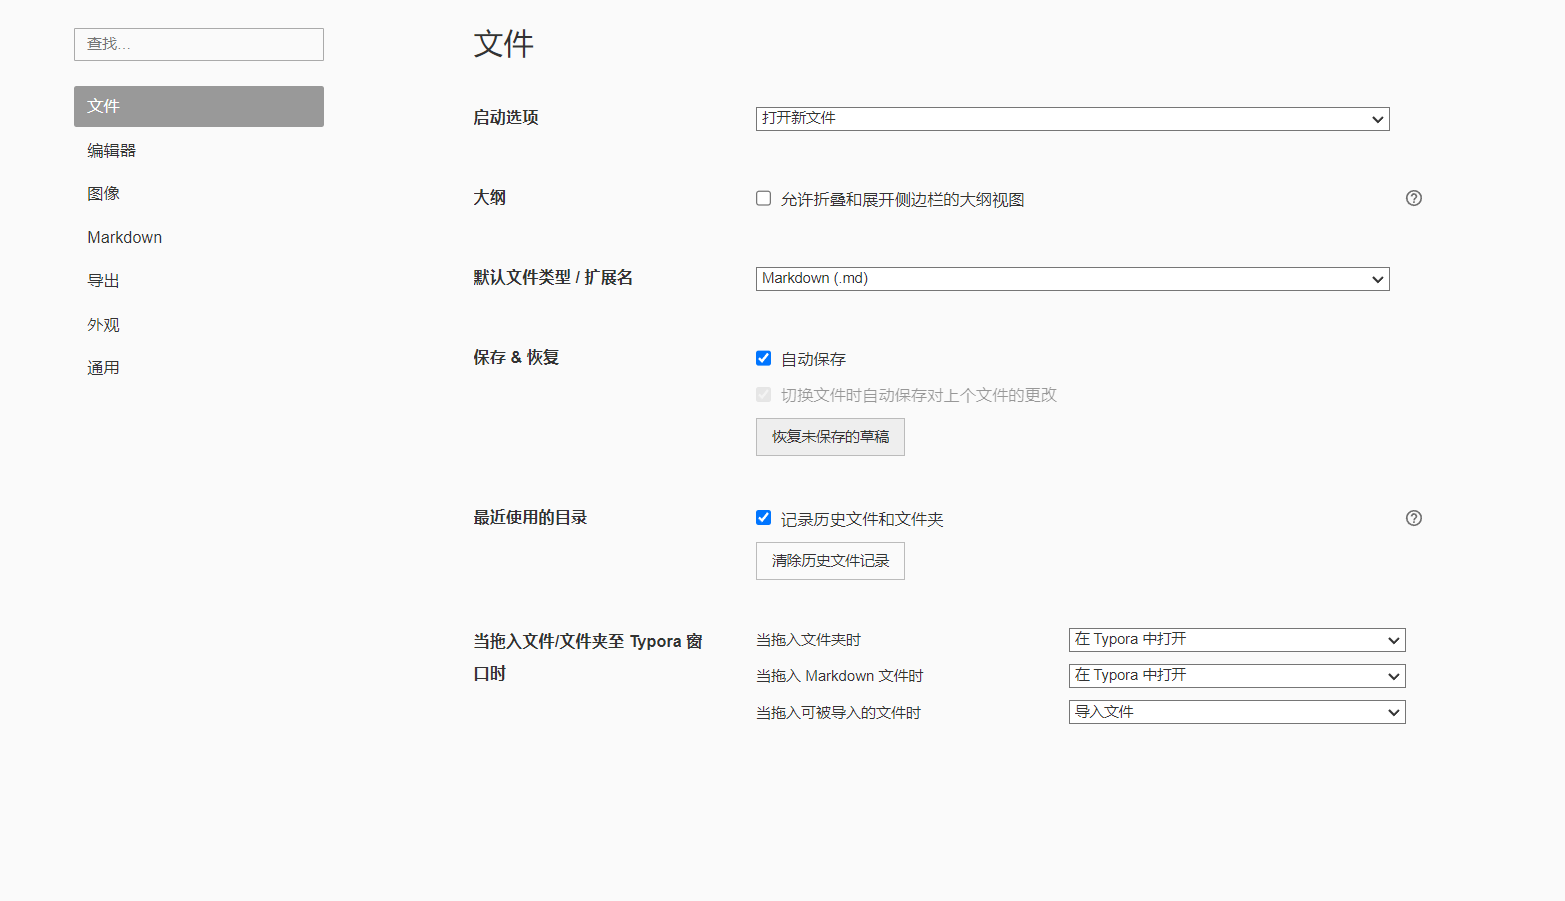 查找...
文件
编辑器
图像
Markdown
导出
外观
通用
文件
启动选项
打开新文件
大纲
允许折叠和展开侧边栏的大纲视图
默认文件类型 / 扩展名
Markdown (.md)
保存 & 恢复
自动保存
切换文件时自动保存对上个文件的更改
恢复未保存的草稿
最近使用的目录
记录历史文件和文件夹
清除历史文件记录
当拖入文件/文件夹至 Typora 窗
口时
当拖入文件夹时
在 Typora 中打开
当拖入 Markdown 文件时
在 Typora 中打开
当拖入可被导入的文件时
导入文件